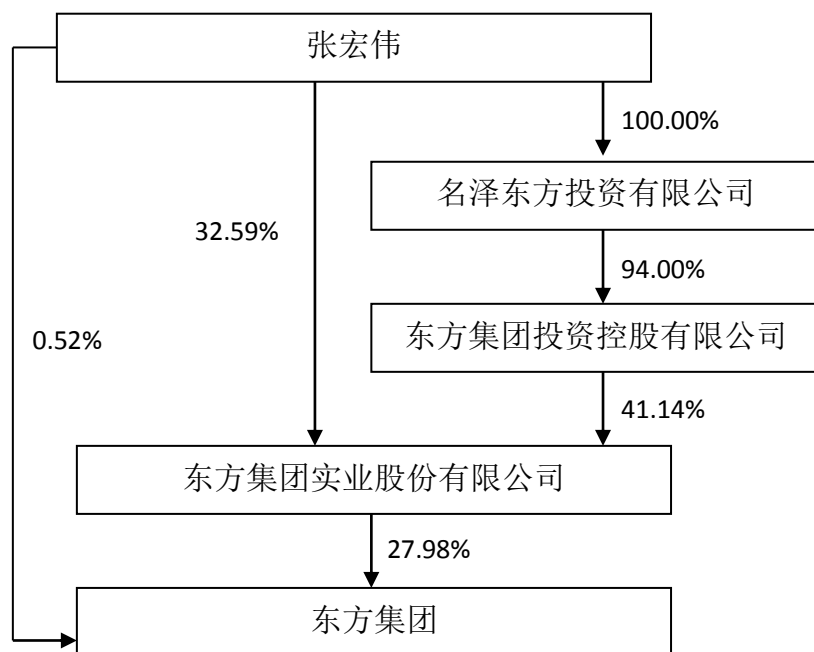 张宏伟
100.00%
名泽东方投资有限公司
32.59%
94.00%
0.52%
东方集团投资控股有限公司
41.14%
东方集团实业股份有限公司
27.98%
东方集团